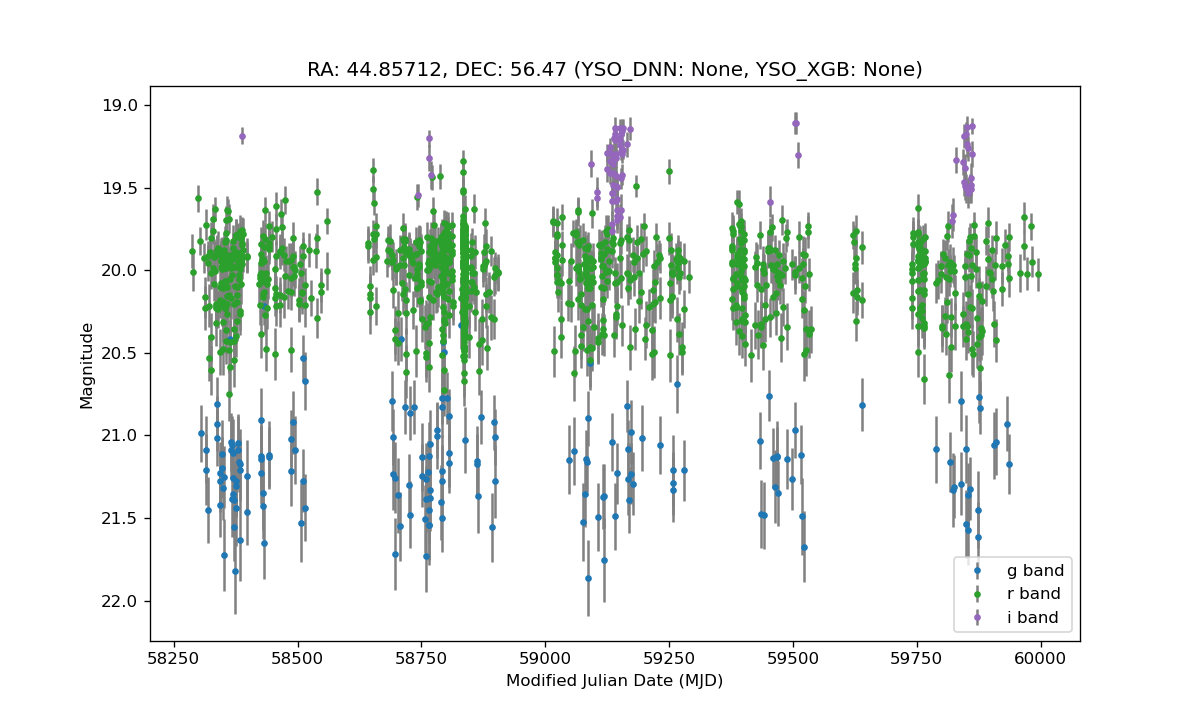 RA: 44.85712, DEC: 56.47 (YSO_DNN: None, YSO_XGB: None)
19.0
19.5
20.0
20.5
21.0
21.5
22.0
Magnitude
58250 58500 58750 59000 59250 59500 59750 60000
Modified Julian Date (MJD)
g band
r band
i band